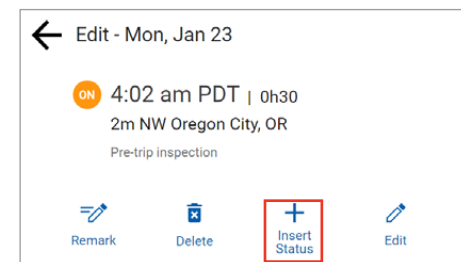 Edit - Mon, Jan 23
ON 4:02 am PDT | 0h30
2m NW Oregon City, OR
Pre-trip inspection
Remark Delete Insert Status Edit